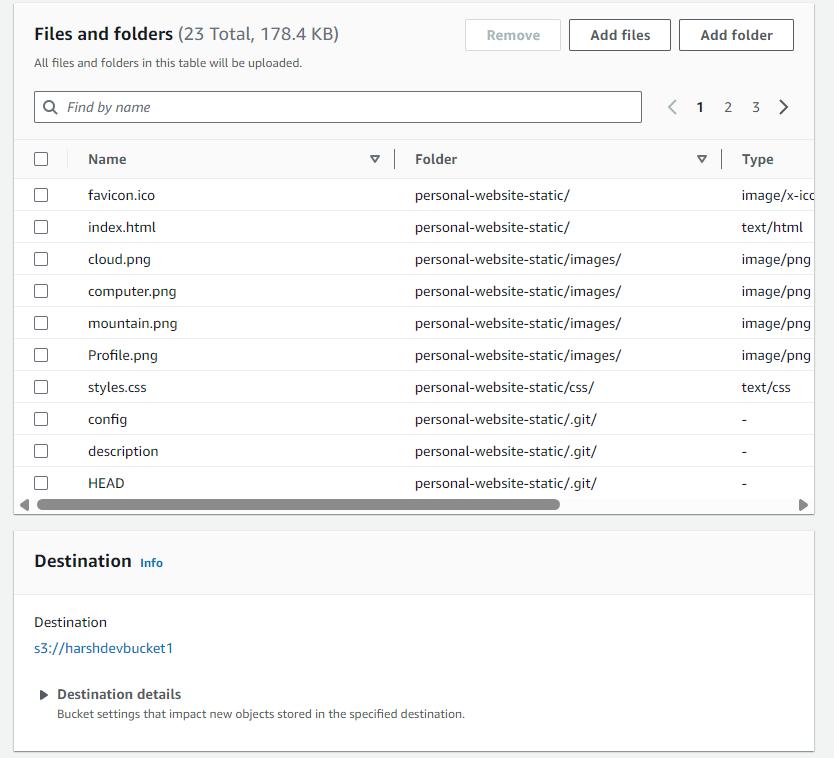 Files and folders (23 Total, 178.4 KB) Remove Add files Add folder
All files and folders in this table will be uploaded.
Find by name 1 2 3
Name Folder Type
favicon.ico personal-website-static/ image/x-ico
index.html personal-website-static/ text/html
cloud.png personal-website-static/images/ image/png
computer.png personal-website-static/images/ image/png
mountain.png personal-website-static/images/ image/png
Profile.png personal-website-static/images/ image/png
styles.css personal-website-static/css/ text/css
config personal-website-static/.git/ -
description personal-website-static/.git/ -
HEAD personal-website-static/.git/ -
Destination Info
Destination
s3://harshdevbucket1
Destination details
Bucket settings that impact new objects stored in the specified destination.